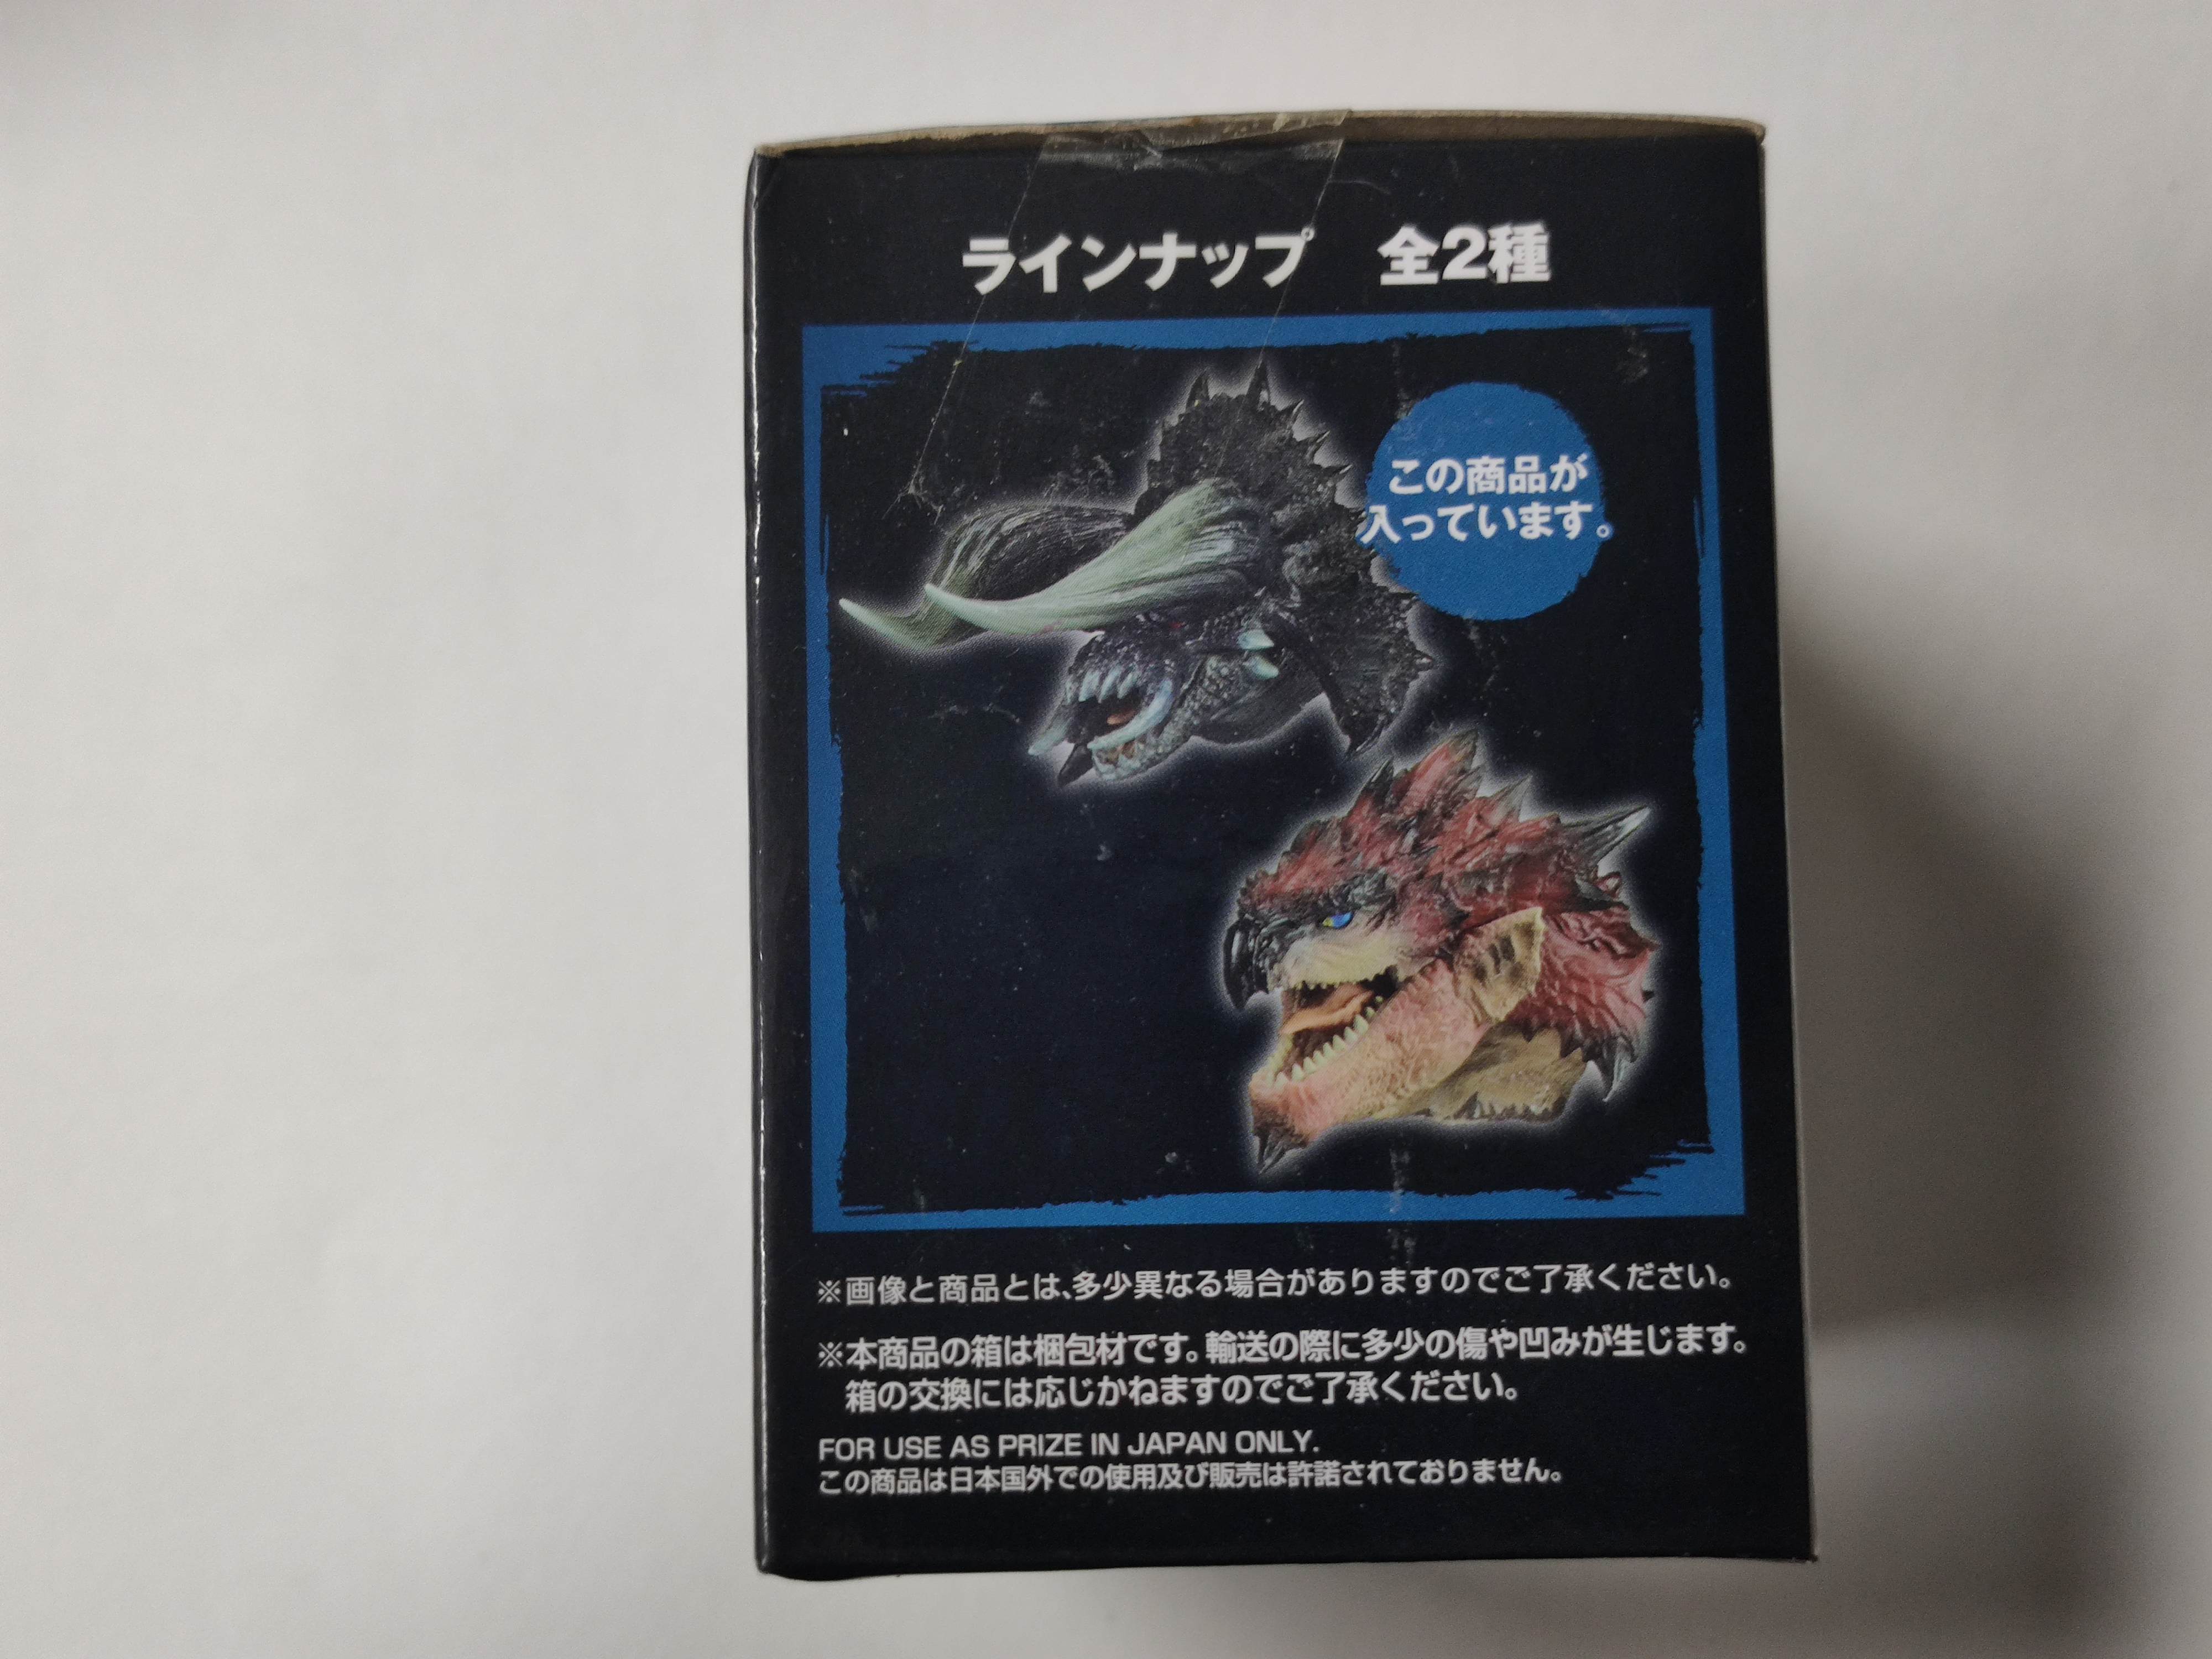 ラインナップ 全2種
この商品が
入っています。
※画像と商品とは、多少異なる場合がありますのでご了承ください。
※本商品の箱は梱包材です。輸送の際に多少の傷や凹みが生じます。
箱の交換には応じかねますのでご了承ください。
FOR USE AS PRIZE IN JAPAN ONLY.
この商品は日本国外での使用及び販売は許諾されておりません。